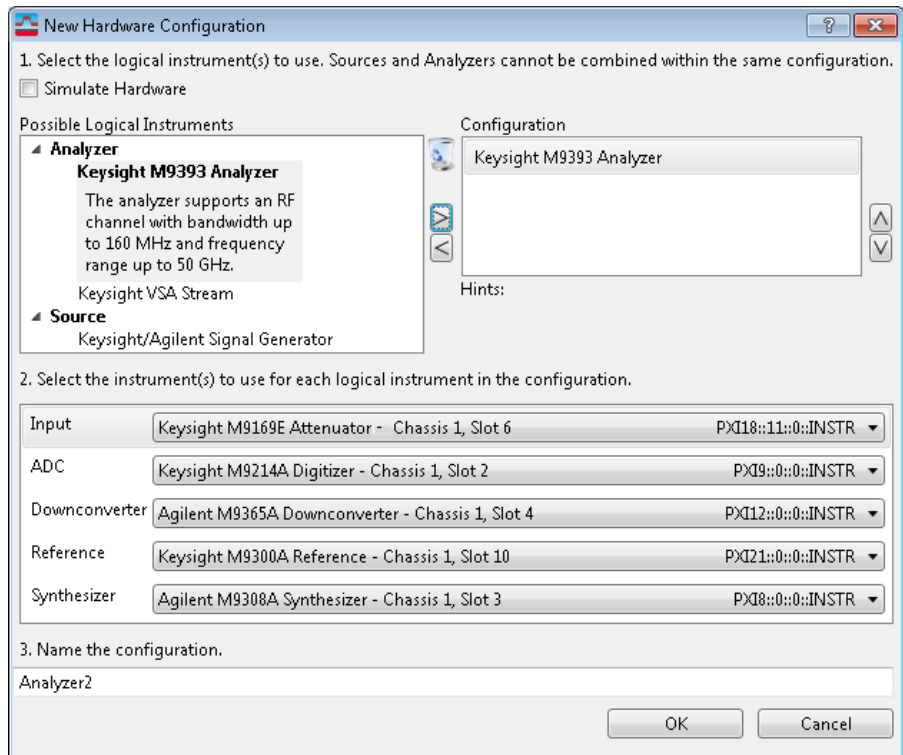 New Hardware Configuration
1. Select the logical instrument(s) to use. Sources and Analyzers cannot be combined within the same configuration.
Simulate Hardware
Possible Logical Instruments
Analyzer
Keysight M9393 Analyzer
The analyzer supports an RF
channel with bandwidth up
to 160 MHz and frequency
range up to 50 GHz.
Keysight VSA Stream
Source
Keysight/Agilent Signal Generator
>
<
Configuration
Keysight M9393 Analyzer
Hints:
2. Select the instrument(s) to use for each logical instrument in the configuration.
Input Keysight M9169E Attenuator - Chassis 1, Slot 6 PXI18::11::0::INSTR
ADC Keysight M9214A Digitizer - Chassis 1, Slot 2 PXI9::0::0::INSTR
Downconverter Agilent M9365A Downconverter - Chassis 1, Slot 4 PXI12::0::0::INSTR
Reference Keysight M9300A Reference - Chassis 1, Slot 10 PXI21::0::0::INSTR
Synthesizer Agilent M9308A Synthesizer - Chassis 1, Slot 3 PXI8::0::0::INSTR
3. Name the configuration.
Analyzer2
OK Cancel